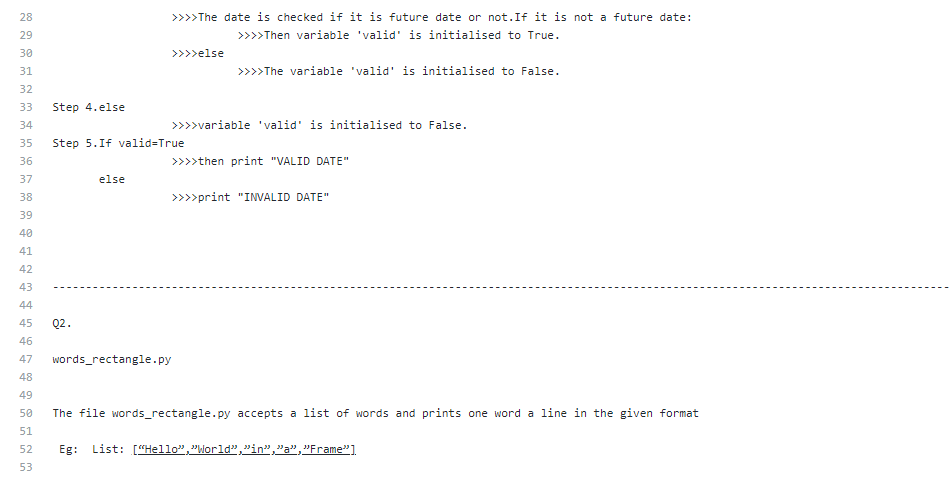 28 >>>>The date is checked if it is future date or not.If it is not a future date:
29 >>>>Then variable 'valid' is initialised to True.
30 >>>>else
31 >>>>The variable 'valid' is initialised to False.
32
33 Step 4.else
34 >>>>variable 'valid' is initialised to False.
35 Step 5.If valid=True
36 >>>>then print "VALID DATE"
37 else
38 >>>>print "INVALID DATE"
39
40
41
42
43 ----------------------------------------------------------------------------------------------------------------------------------------
44
45 Q2.
46
47 words_rectangle.py
48
49
50 The file words_rectangle.py accepts a list of words and prints one word a line in the given format
51
52 Eg: List: [“Hello”,”World”,”in”,”a”,”Frame”]
53